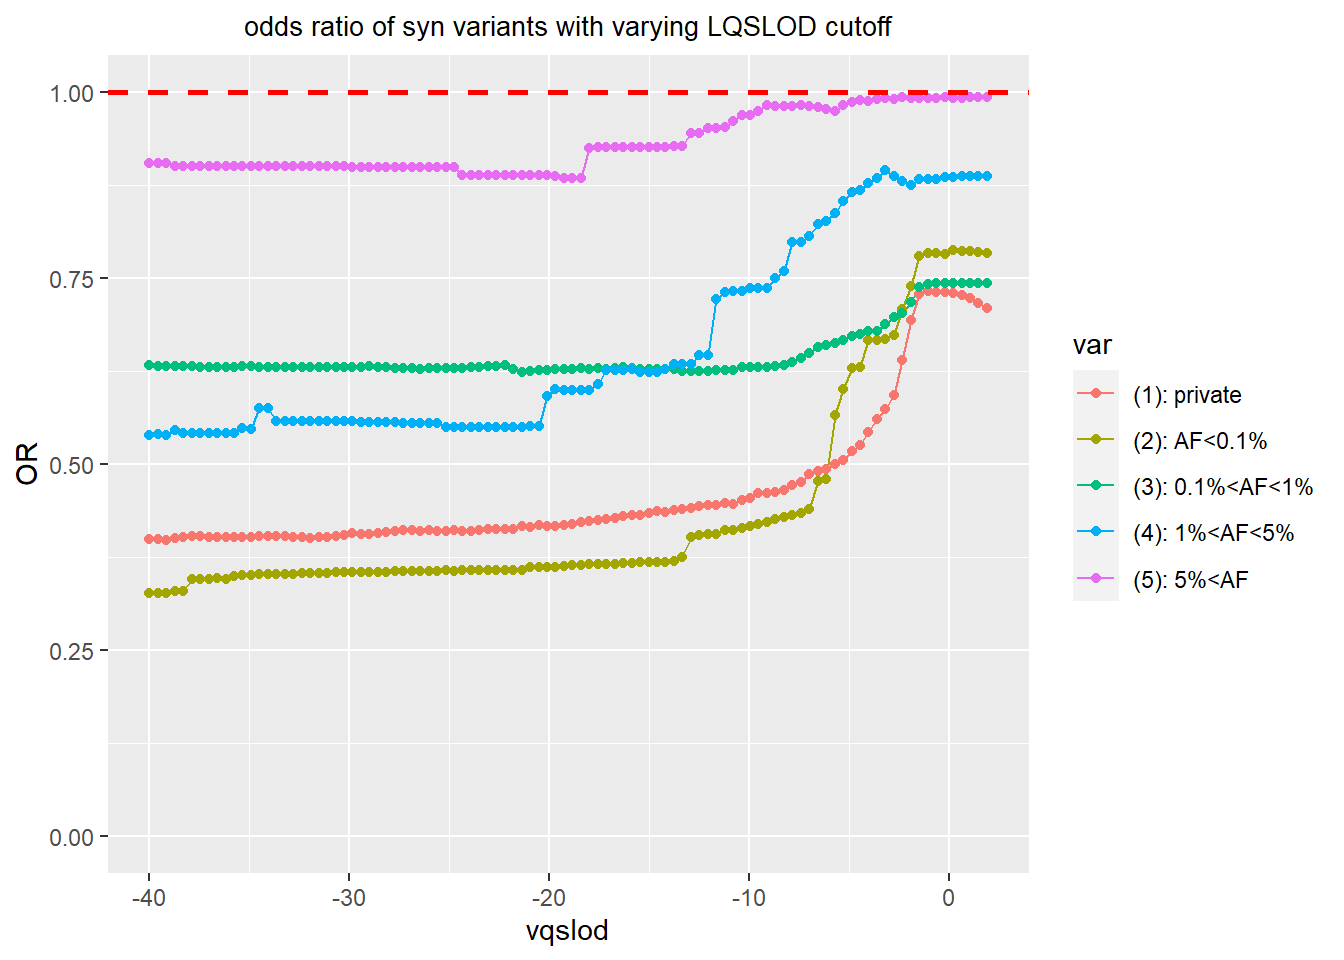 odds ratio of syn variants with varying LQSLOD cutoff
1.00
0.75
0.50
0.25
0.00
OR
-40
-30
-20
-10
0
vqslod
var
(1): private
(2): AF<0.1%
(3): 0.1%<AF<1%
(4): 1%<AF<5%
(5): 5%<AF